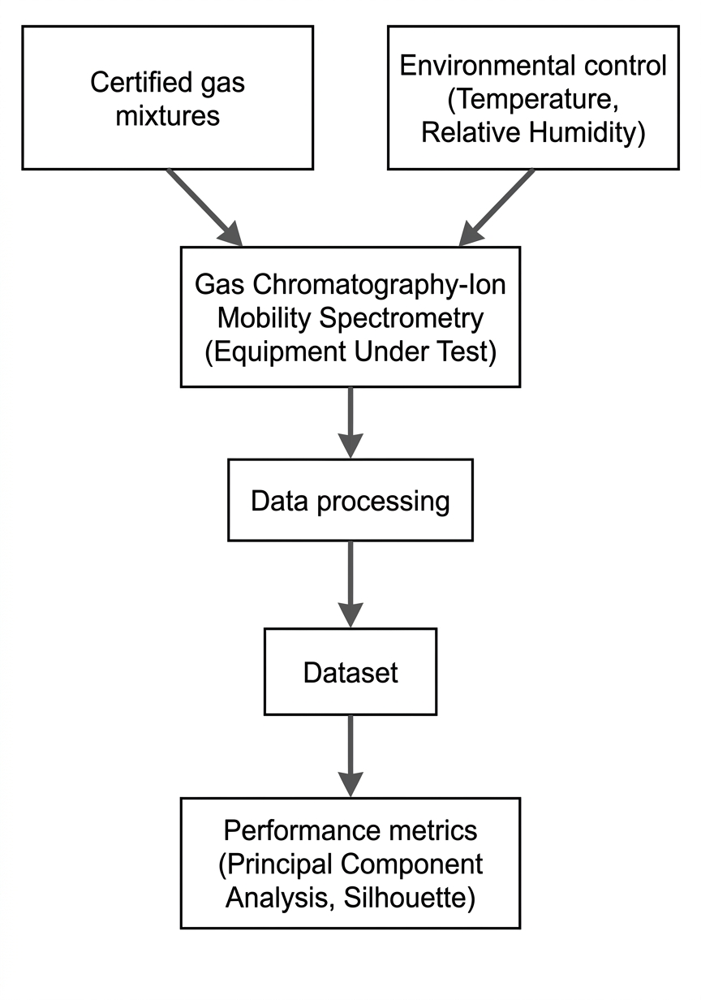 Certified gas
mixtures
Environmental control
(Temperature,
Relative Humidity)
Gas Chromatography-Ion
Mobility Spectrometry
(Equipment Under Test)
Data processing
Dataset
Performance metrics
(Principal Component
Analysis, Silhouette)